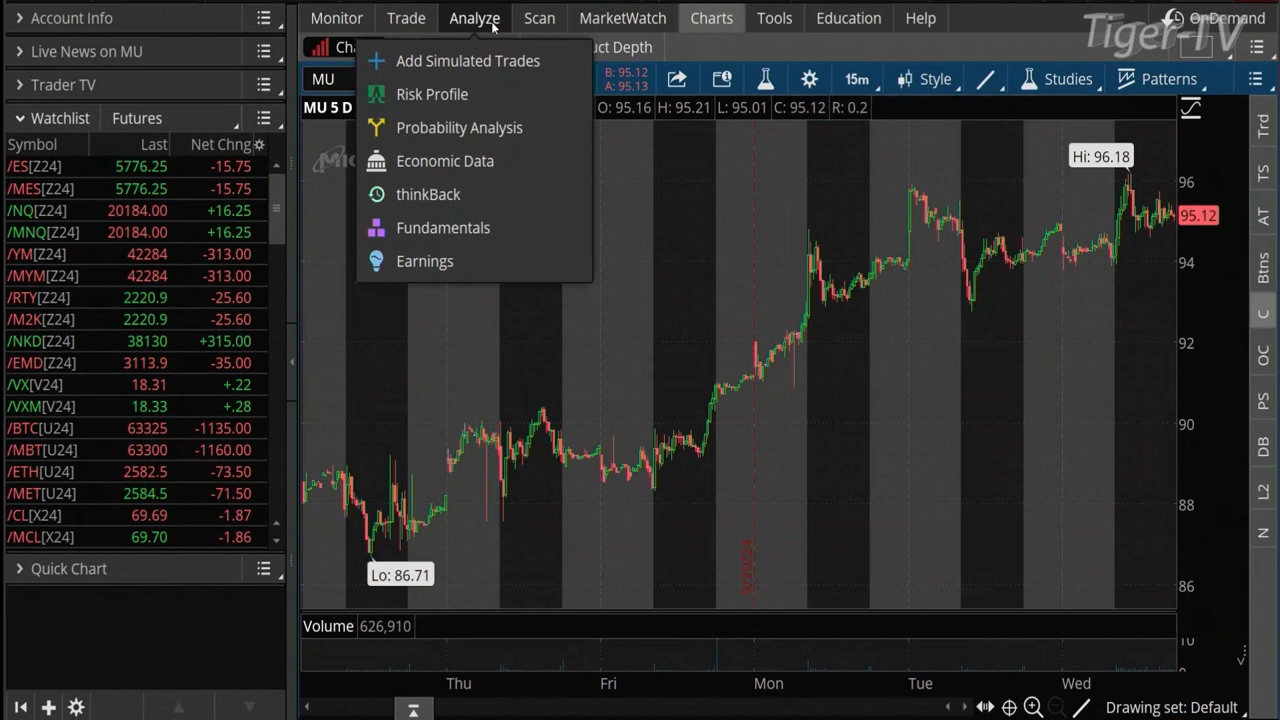 Account Info
Monitor Trade Analyze Scan MarketWatch Charts Tools Education Help
OnDemand
Tiger-TV
Live News on MU
Cha
ct Depth
Trader TV
MU
B: 95.12
A: 95.13
15m Style Studies Patterns
Watchlist Futures
Add Simulated Trades
Risk Profile
Probability Analysis
Economic Data
thinkBack
Fundamentals
Earnings
MU 5 D
O: 95.16 H: 95.21 L: 95.01 C: 95.12 R: 0.2
Symbol Last Net Chng
/ES[Z24] 5776.25 -15.75
/MES[Z24] 5776.25 -15.75
/NQ[Z24] 20184.00 +16.25
/MNQ[Z24] 20184.00 +16.25
/YM[Z24] 42284 -313.00
/MYM[Z24] 42284 -313.00
/RTY[Z24] 2220.9 -25.60
/M2K[Z24] 2220.9 -25.60
/NKD[Z24] 38130 +315.00
/EMD[Z24] 3113.9 -35.00
/VX[V24] 18.31 +.22
/VXM[V24] 18.33 +.28
/BTC[U24] 63325 -1135.00
/MBT[U24] 63300 -1160.00
/ETH[U24] 2582.5 -73.50
/MET[U24] 2584.5 -71.50
/CL[X24] 69.69 -1.87
/MCL[X24] 69.70 -1.86
Quick Chart
Hi: 96.18
Lo: 86.71
9/20/24
96
95.12
94
92
90
88
86
Trd
TS
AT
Btns
C
OC
PS
DB
L2
N
Volume 626,910
10
Thu Fri Mon Tue Wed
Drawing set: Default